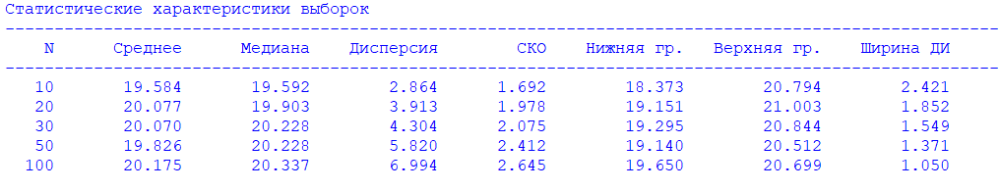 Статистические характеристики выборок
----------------------------------------------------------------------------------------------------
N Среднее Медиана Дисперсия СКО Нижняя гр. Верхняя гр. Ширина ДИ
----------------------------------------------------------------------------------------------------
10 19.584 19.592 2.864 1.692 18.373 20.794 2.421
20 20.077 19.903 3.913 1.978 19.151 21.003 1.852
30 20.070 20.228 4.304 2.075 19.295 20.844 1.549
50 19.826 20.228 5.820 2.412 19.140 20.512 1.371
100 20.175 20.337 6.994 2.645 19.650 20.699 1.050